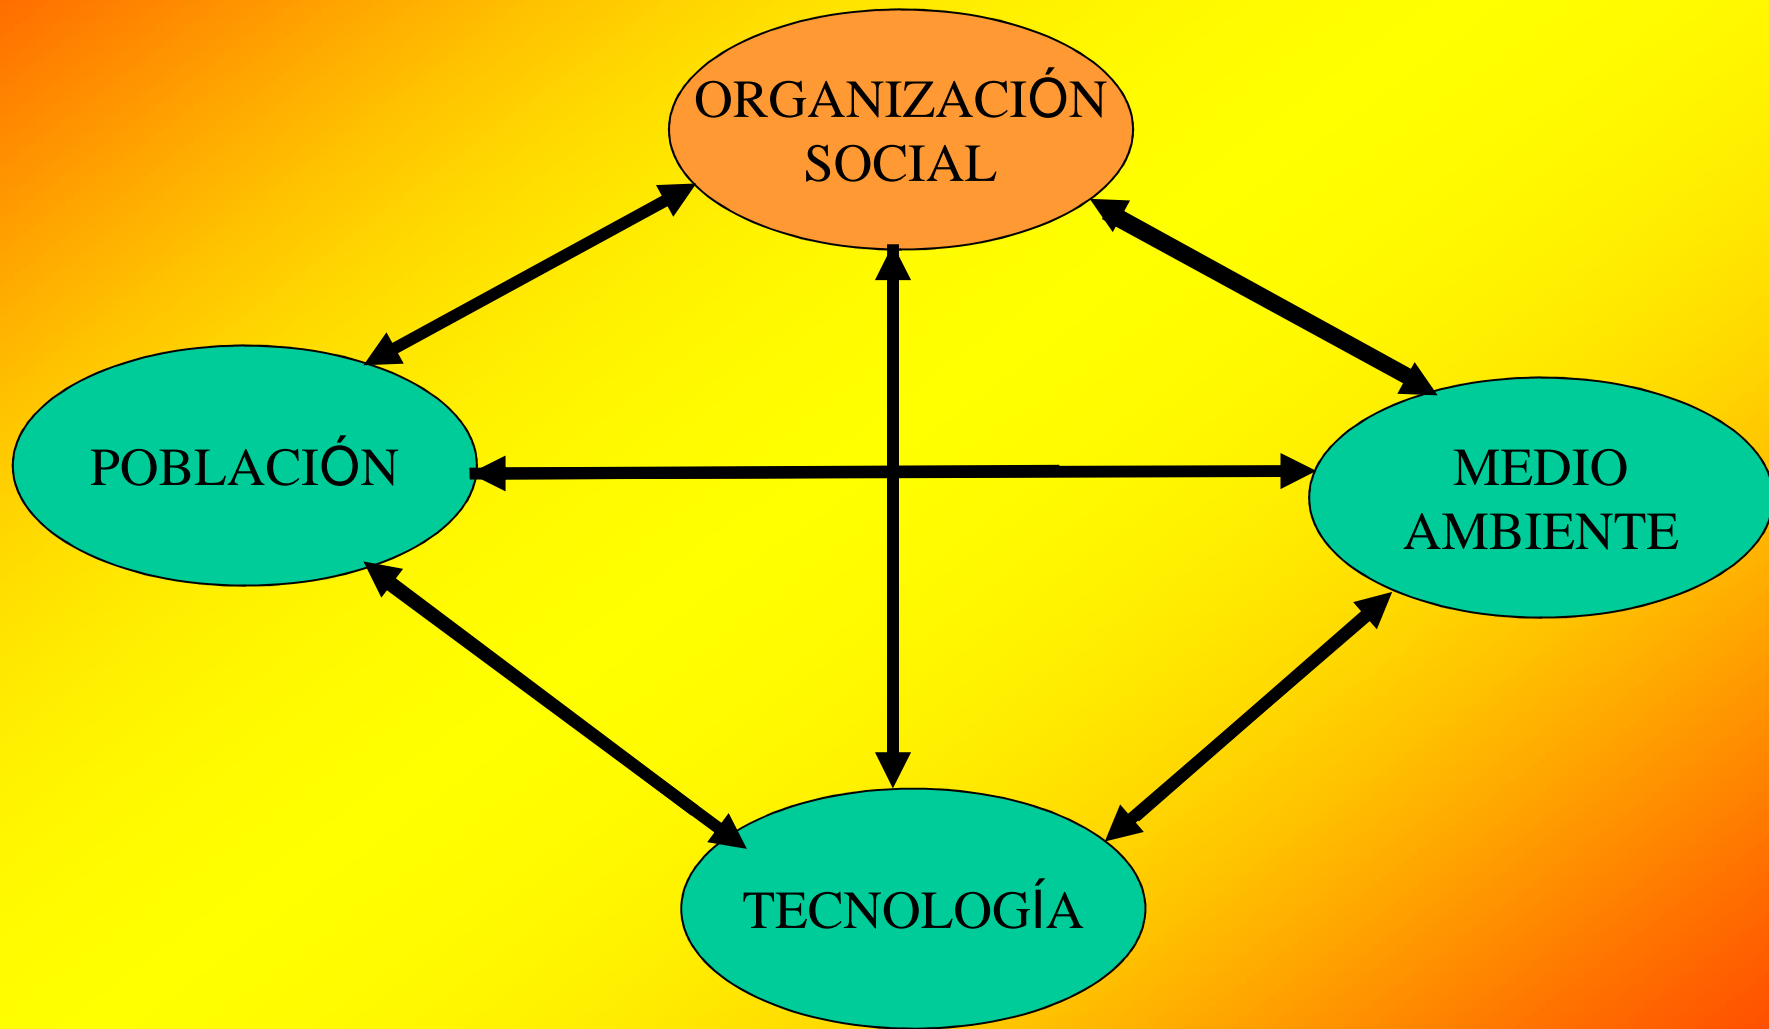 ORGANIZACIÓN
SOCIAL
POBLACIÓN
MEDIO
AMBIENTE
TECNOLOGÍA